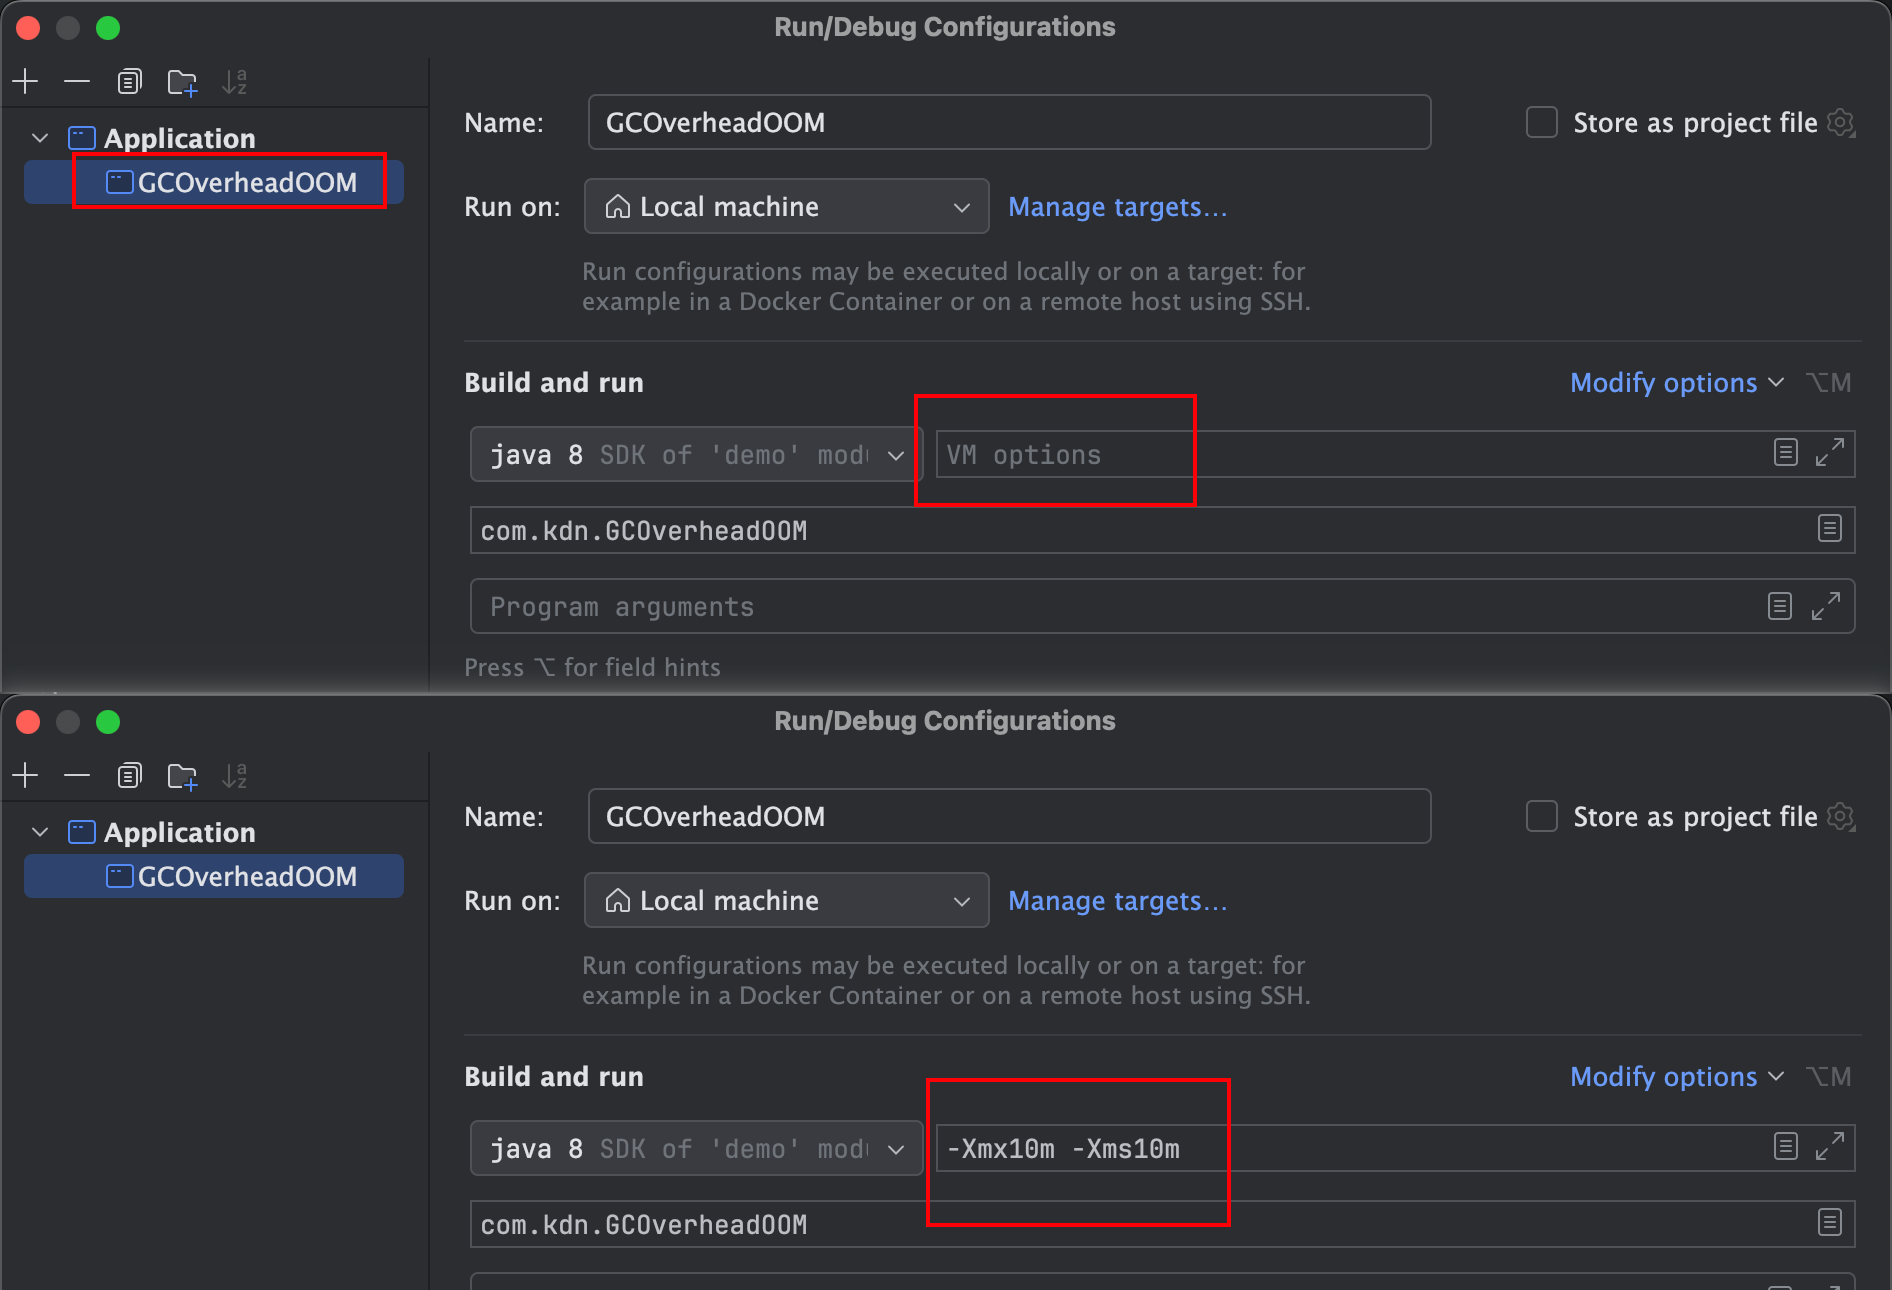 Run/Debug Configurations
Application
GCOverheadOOM
Name: GCOverheadOOM Store as project file
Run on: Local machine Manage targets...
Run configurations may be executed locally or on a target: for
example in a Docker Container or on a remote host using SSH.
Build and run Modify options ⌥M
java 8 SDK of 'demo' modu VM options
com.kdn.GCOverheadOOM
Program arguments
Press ⌥ for field hints
Run/Debug Configurations
Application
GCOverheadOOM
Name: GCOverheadOOM Store as project file
Run on: Local machine Manage targets...
Run configurations may be executed locally or on a target: for
example in a Docker Container or on a remote host using SSH.
Build and run Modify options ⌥M
java 8 SDK of 'demo' modu -Xmx10m -Xms10m
com.kdn.GCOverheadOOM